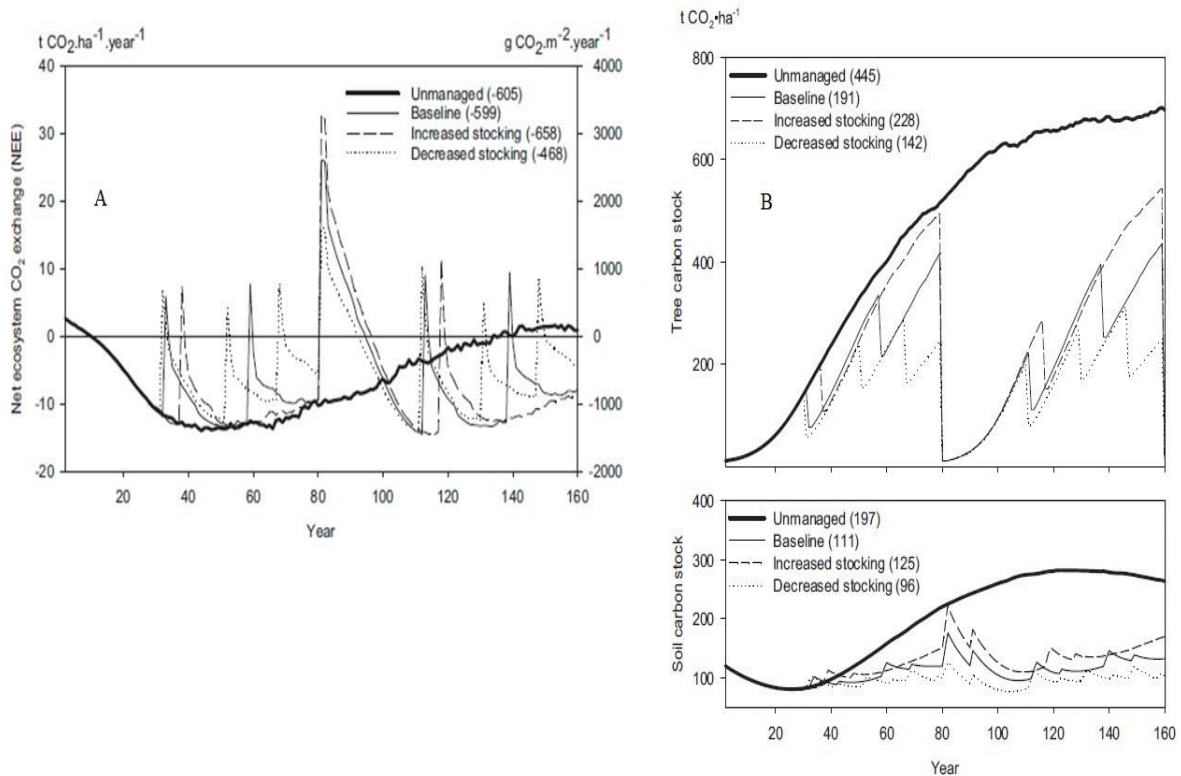 t CO₂.ha⁻¹.year⁻¹
g CO₂.m⁻².year⁻¹
Net ecosystem CO₂ exchange (NEE)
40
30
20
10
0
-10
-20
4000
3000
2000
1000
0
-1000
-2000
Unmanaged (-605)
Baseline (-599)
Increased stocking (-658)
Decreased stocking (-468)
A
20 40 60 80 100 120 140 160
Year
t CO₂•ha⁻¹
Tree carbon stock
800
600
400
200
Unmanaged (445)
Baseline (191)
Increased stocking (228)
Decreased stocking (142)
B
Soil carbon stock
400
300
200
100
Unmanaged (197)
Baseline (111)
Increased stocking (125)
Decreased stocking (96)
20 40 60 80 100 120 140 160
Year